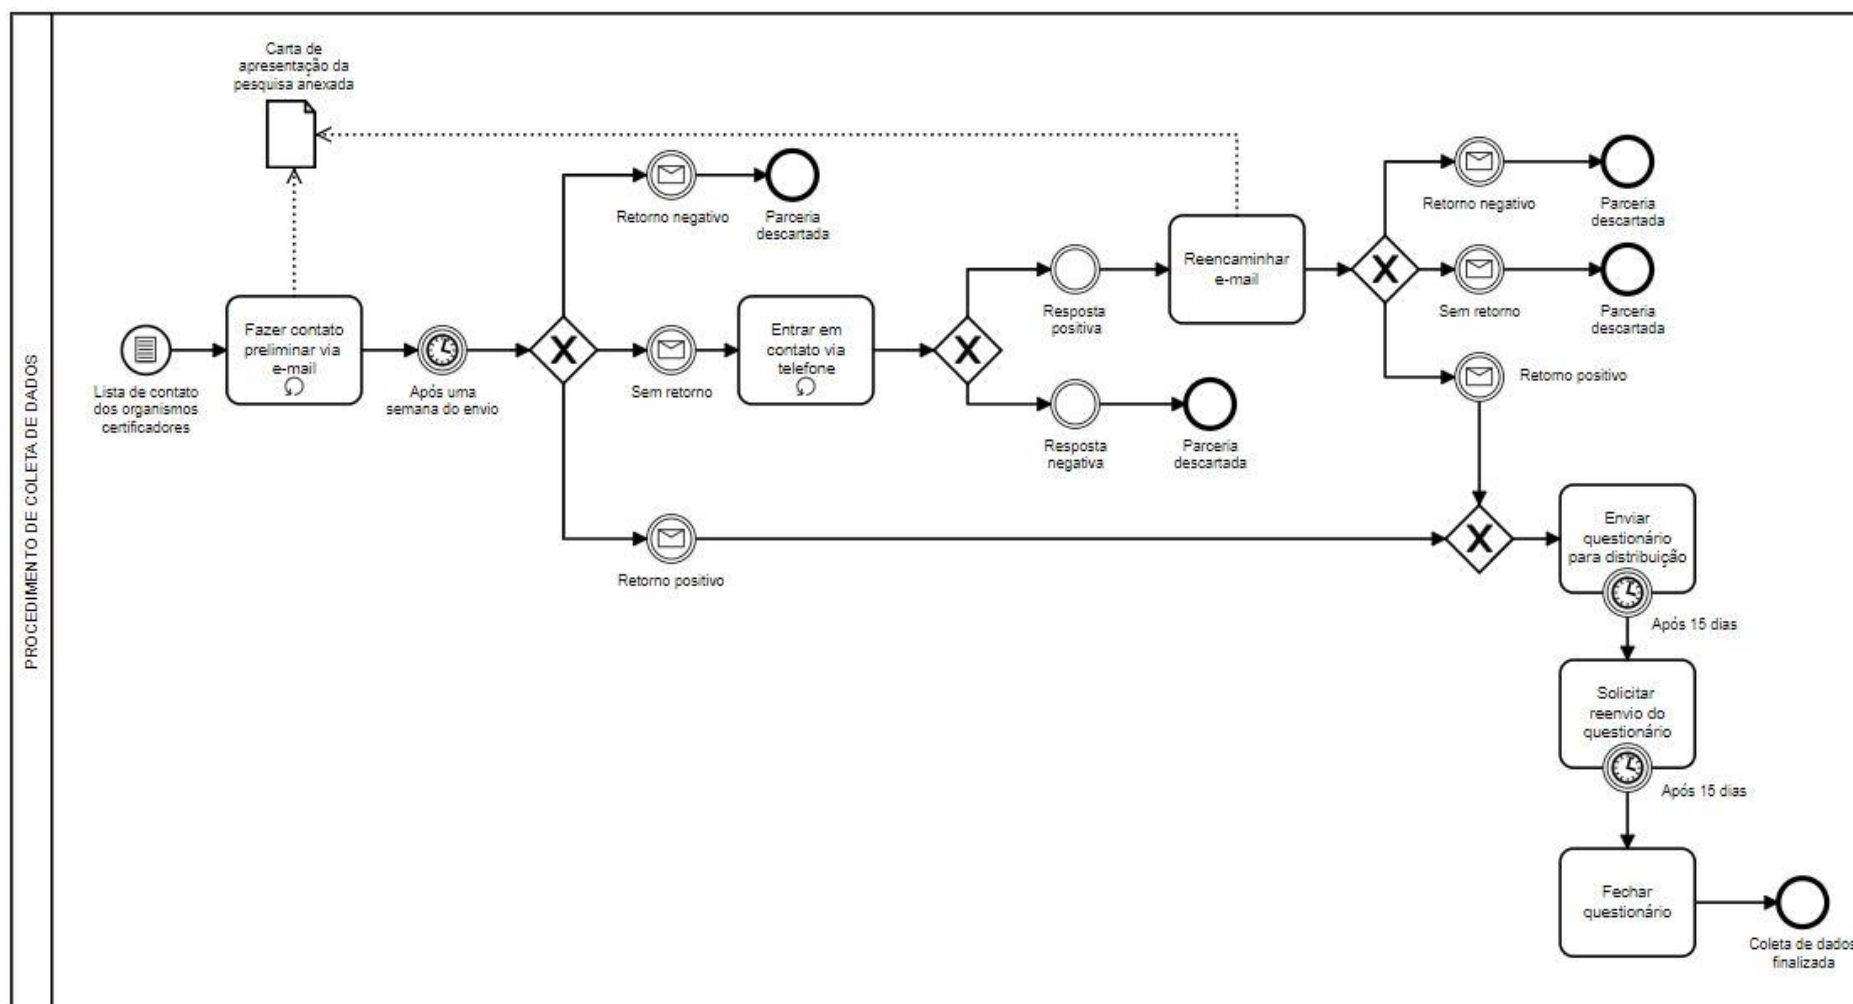 PROCEDIMENTO DE COLETA DE DADOS
Carta de
apresentação da
pesquisa anexada
Lista de contato
dos organismos
certificadores
Fazer contato
preliminar via
e-mail
Após uma
semana do envio
Retorno negativo
Parceria
descartada
Sem retorno
Entrar em
contato via
telefone
Resposta
positiva
Resposta
negativa
Parceria
descartada
Reencaminhar
e-mail
Retorno negativo
Parceria
descartada
Sem retorno
Parceria
descartada
Retorno positivo
Retorno positivo
Enviar
questionário
para distribuição
Após 15 dias
Solicitar
reenvio do
questionário
Após 15 dias
Fechar
questionário
Coleta de dados
finalizada